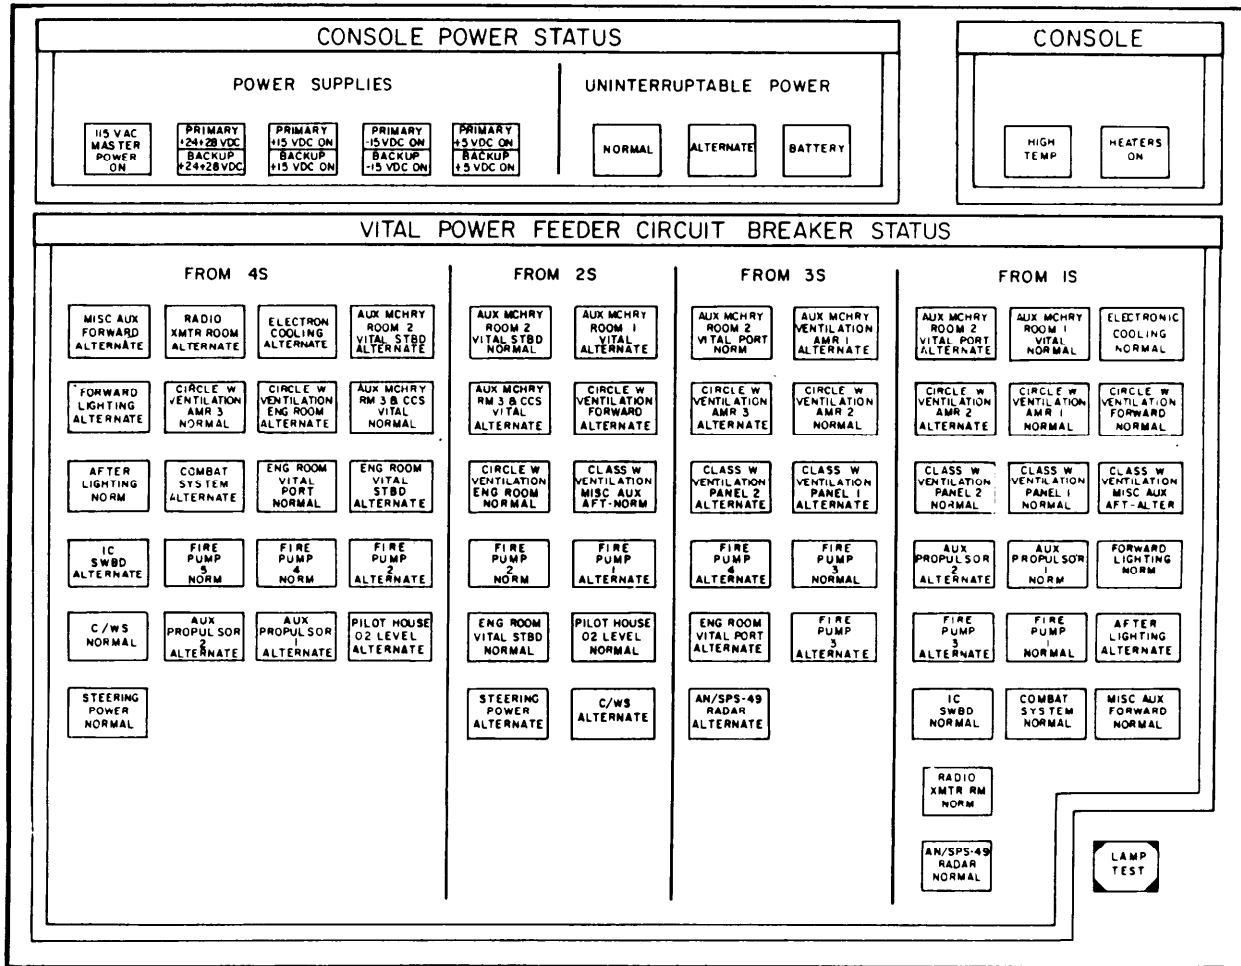 CONSOLE POWER STATUS
POWER SUPPLIES
115 VAC
MASTER
POWER
ON
PRIMARY
+24+28 VDC
BACKUP
+24+28VDC
PRIMARY
+15 VDC ON
BACKUP
+15 VDC ON
PRIMARY
-15VDC ON
BACKUP
-15 VDC ON
PRIMARY
+5 VDC ON
BACKUP
+5VDC ON
UNINTERRUPTABLE POWER
NORMAL
ALTERNATE
BATTERY
CONSOLE
HIGH
TEMP
HEATERS
ON
VITAL POWER FEEDER CIRCUIT BREAKER STATUS
FROM 4S
MISC AUX
FORWARD
ALTERNATE
RADIO
XMTR ROOM
ALTERNATE
ELECTRON
COOLING
ALTERNATE
AUX MCHRY
ROOM 2
VITAL STBD
ALTERNATE
FORWARD
LIGHTING
ALTERNATE
CIRCLE W
VENTILATION
AMR 3
NORMAL
CIRCLE W
VENTILATION
ENG ROOM
ALTERNATE
AUX MCHRY
RM 3 & CCS
VITAL
NORMAL
AFTER
LIGHTING
NORM
COMBAT
SYSTEM
ALTERNATE
ENG ROOM
VITAL
PORT
NORMAL
ENG ROOM
VITAL
STBD
ALTERNATE
IC
SWBD
ALTERNATE
FIRE
PUMP
5
NORM
FIRE
PUMP
4
NORM
FIRE
PUMP
2
ALTERNATE
C/WS
NORMAL
AUX
PROPULSOR
2
ALTERNATE
AUX
PROPULSOR
1
ALTERNATE
PILOT HOUSE
02 LEVEL
ALTERNATE
STEERING
POWER
NORMAL
FROM 2S
AUX MCHRY
ROOM 2
VITAL STBD
NORMAL
AUX MCHRY
ROOM 1
VITAL
ALTERNATE
AUX MCHRY
RM 3 & CCS
VITAL
ALTERNATE
CIRCLE W
VENTILATION
FORWARD
ALTERNATE
CIRCLE W
VENTILATION
ENG ROOM
NORMAL
CLASS W
VENTILATION
MISC AUX
AFT-NORM
FIRE
PUMP
2
NORM
FIRE
PUMP
1
ALTERNATE
ENG ROOM
VITAL STBD
NORMAL
PILOT HOUSE
02 LEVEL
NORMAL
STEERING
POWER
ALTERNATE
C/WS
ALTERNATE
FROM 3S
AUX MCHRY
ROOM 2
VITAL PORT
NORM
AUX MCHRY
VENTILATION
AMR 1
ALTERNATE
CIRCLE W
VENTILATION
AMR 3
ALTERNATE
CIRCLE W
VENTILATION
AMR 2
NORMAL
CLASS W
VENTILATION
PANEL 2
ALTERNATE
CLASS W
VENTILATION
PANEL 1
ALTERNATE
FIRE
PUMP
4
ALTERNATE
FIRE
PUMP
3
NORMAL
ENG ROOM
VITAL PORT
ALTERNATE
FIRE
PUMP
3
ALTERNATE
AN/SPS-49
RADAR
ALTERNATE
FROM 1S
AUX MCHRY
ROOM 2
VITAL PORT
ALTERNATE
AUX MCHRY
ROOM 1
VITAL
NORMAL
ELECTRONIC
COOLING
NORMAL
CIRCLE W
VENTILATION
AMR 2
ALTERNATE
CIRCLE W
VENTILATION
AMR 1
NORMAL
CIRCLE W
VENTILATION
FORWARD
NORMAL
CLASS W
VENTILATION
PANEL 2
NORMAL
CLASS W
VENTILATION
PANEL 1
NORMAL
CLASS W
VENTILATION
MISC AUX
AFT-ALTER
AUX
PROPULSOR
2
ALTERNATE
AUX
PROPULSOR
1
NORM
FORWARD
LIGHTING
NORM
FIRE
PUMP
3
ALTERNATE
FIRE
PUMP
1
NORMAL
AFTER
LIGHTING
ALTERNATE
IC
SWBD
NORMAL
COMBAT
SYSTEM
NORMAL
MISC AUX
FORWARD
NORMAL
RADIO
XMTR RM
NORM
AN/SPS-49
RADAR
NORMAL
LAMP
TEST